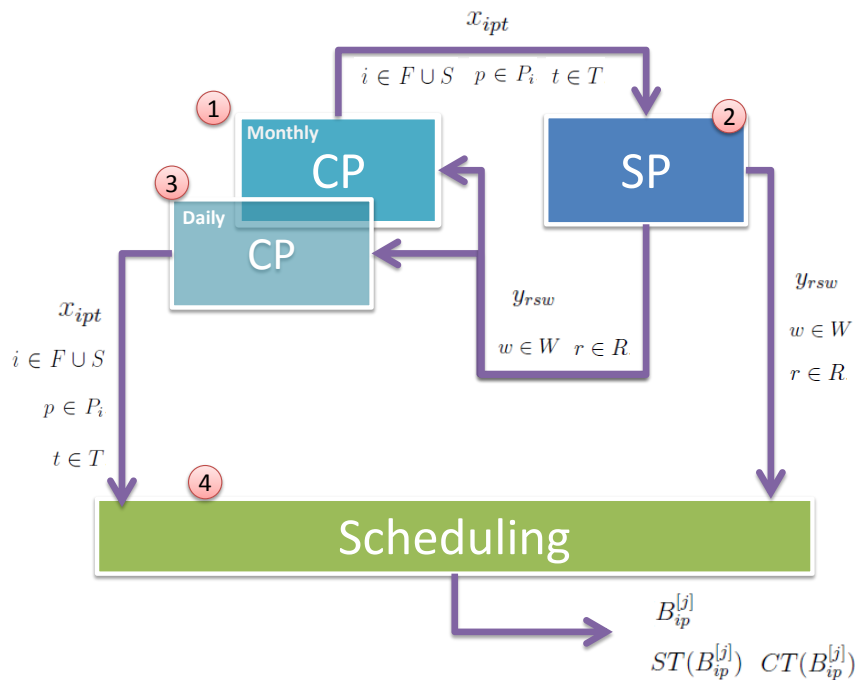 x_{ipt}
i ∈ F ∪ S p ∈ P_i t ∈ T
1
Monthly
CP
2
SP
3
Daily
CP
x_{ipt}
i ∈ F ∪ S
p ∈ P_i
t ∈ T
y_{rsw}
w ∈ W r ∈ R
y_{rsw}
w ∈ W
r ∈ R
4
Scheduling
B_{ip}^{[j]}
ST(B_{ip}^{[j]}) CT(B_{ip}^{[j]})